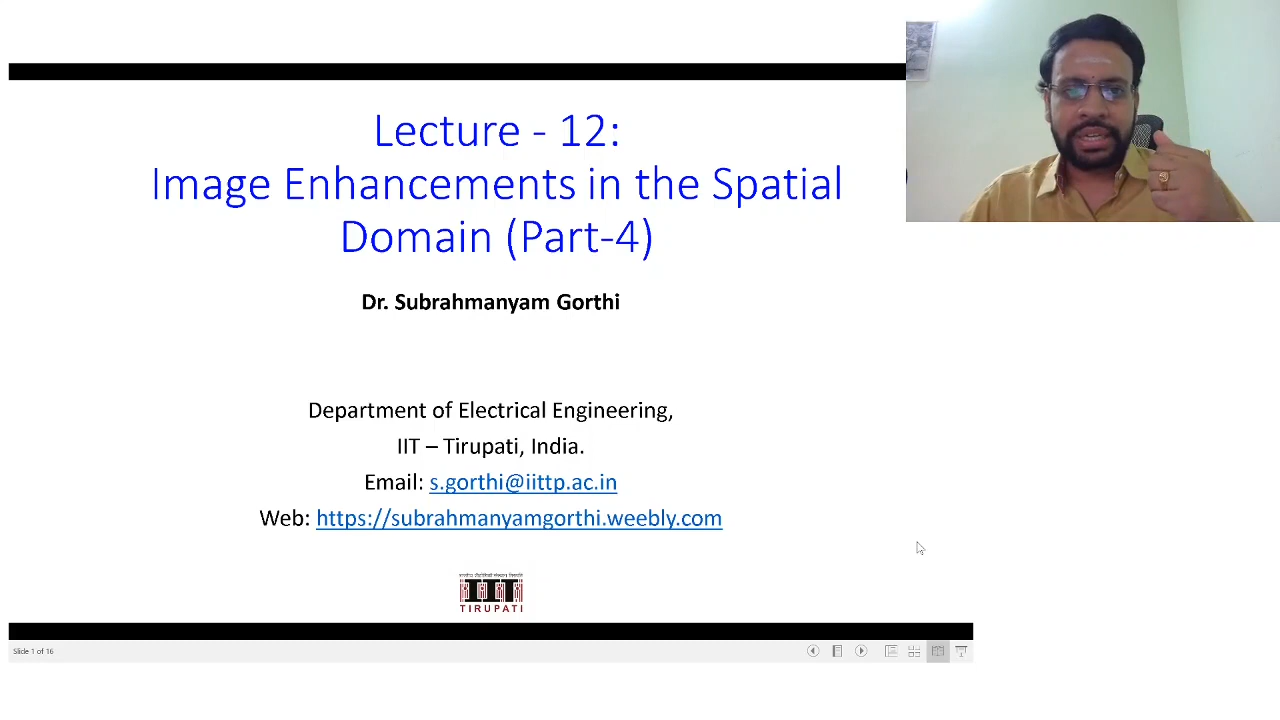 Lecture - 12:
Image Enhancements in the Spatial
Domain (Part-4)
Dr. Subrahmanyam Gorthi
Department of Electrical Engineering,
IIT – Tirupati, India.
Email: s.gorthi@iittp.ac.in
Web: https://subrahmanyamgorthi.weebly.com
TIRUPATI
Slide 1 of 16